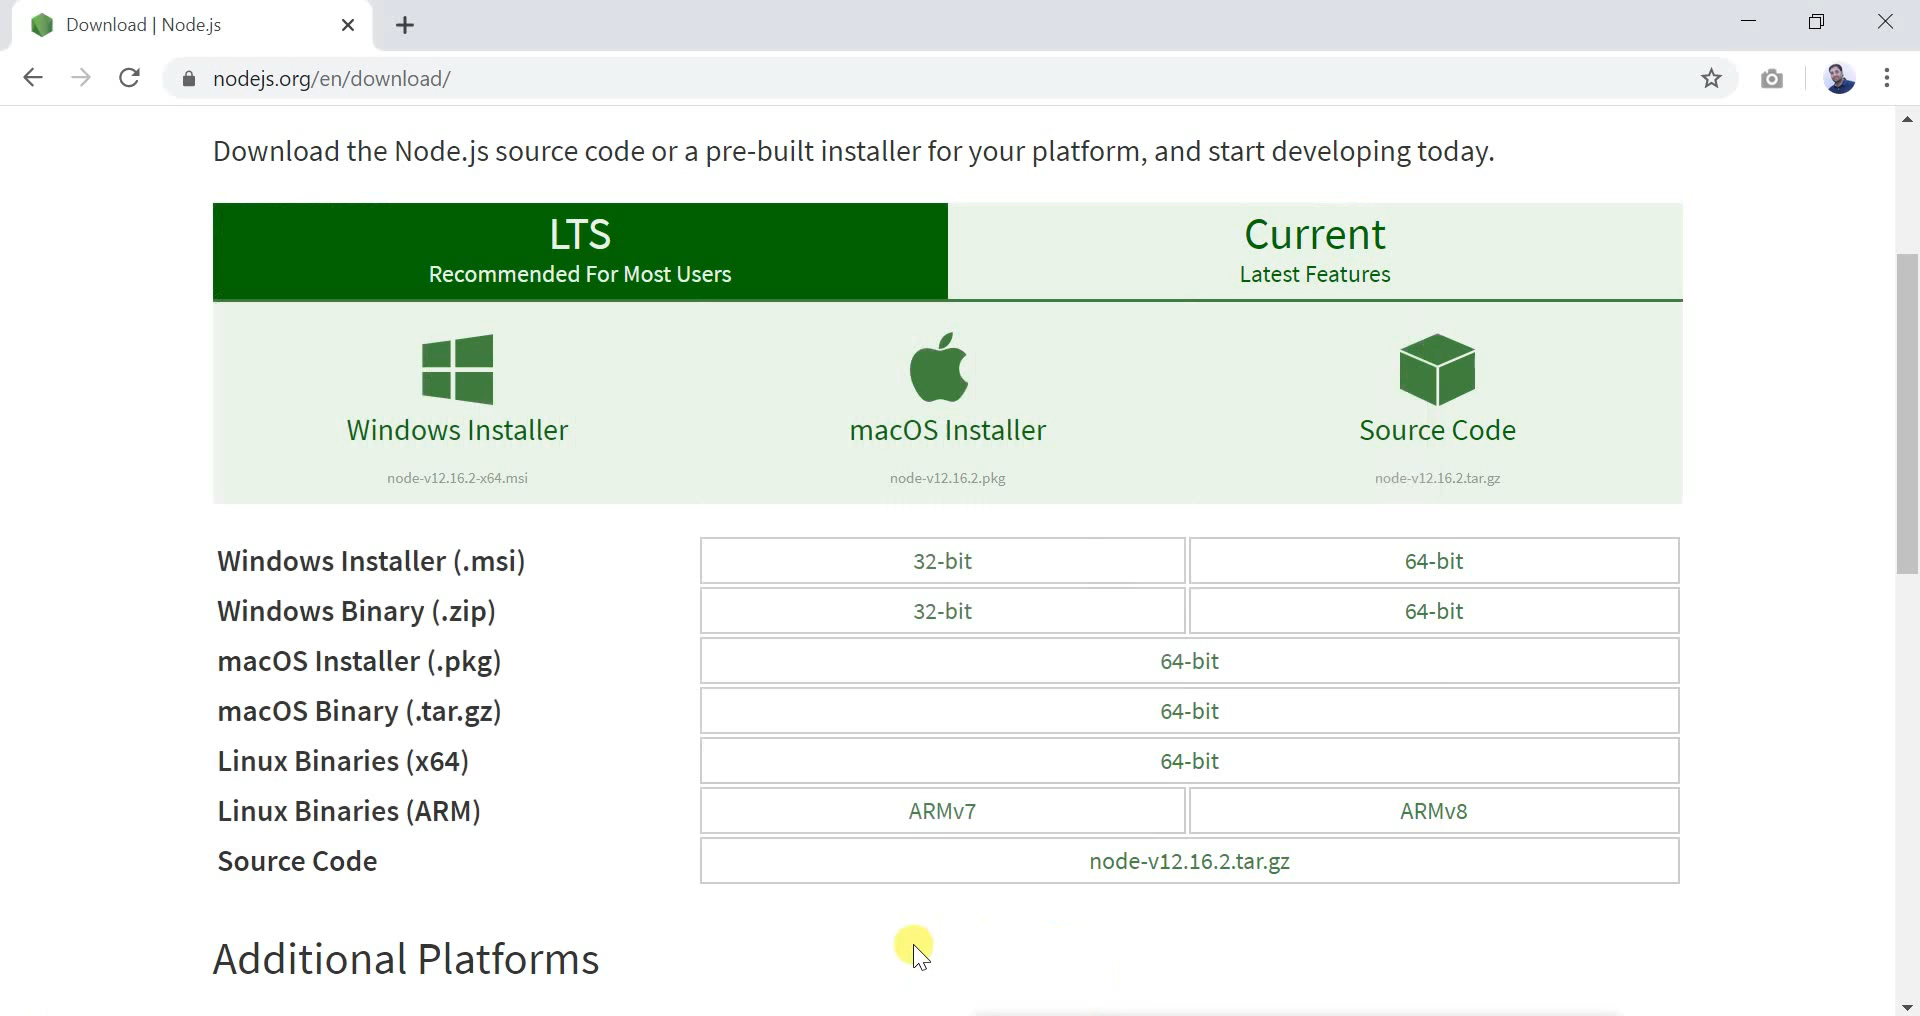 Download | Node.js
nodejs.org/en/download/
Download the Node.js source code or a pre-built installer for your platform, and start developing today.
LTS
Recommended For Most Users
Current
Latest Features
Windows Installer
node-v12.16.2-x64.msi
macOS Installer
node-v12.16.2.pkg
Source Code
node-v12.16.2.tar.gz
Windows Installer (.msi) 32-bit 64-bit
Windows Binary (.zip) 32-bit 64-bit
macOS Installer (.pkg) 64-bit
macOS Binary (.tar.gz) 64-bit
Linux Binaries (x64) 64-bit
Linux Binaries (ARM) ARMv7 ARMv8
Source Code node-v12.16.2.tar.gz
Additional Platforms